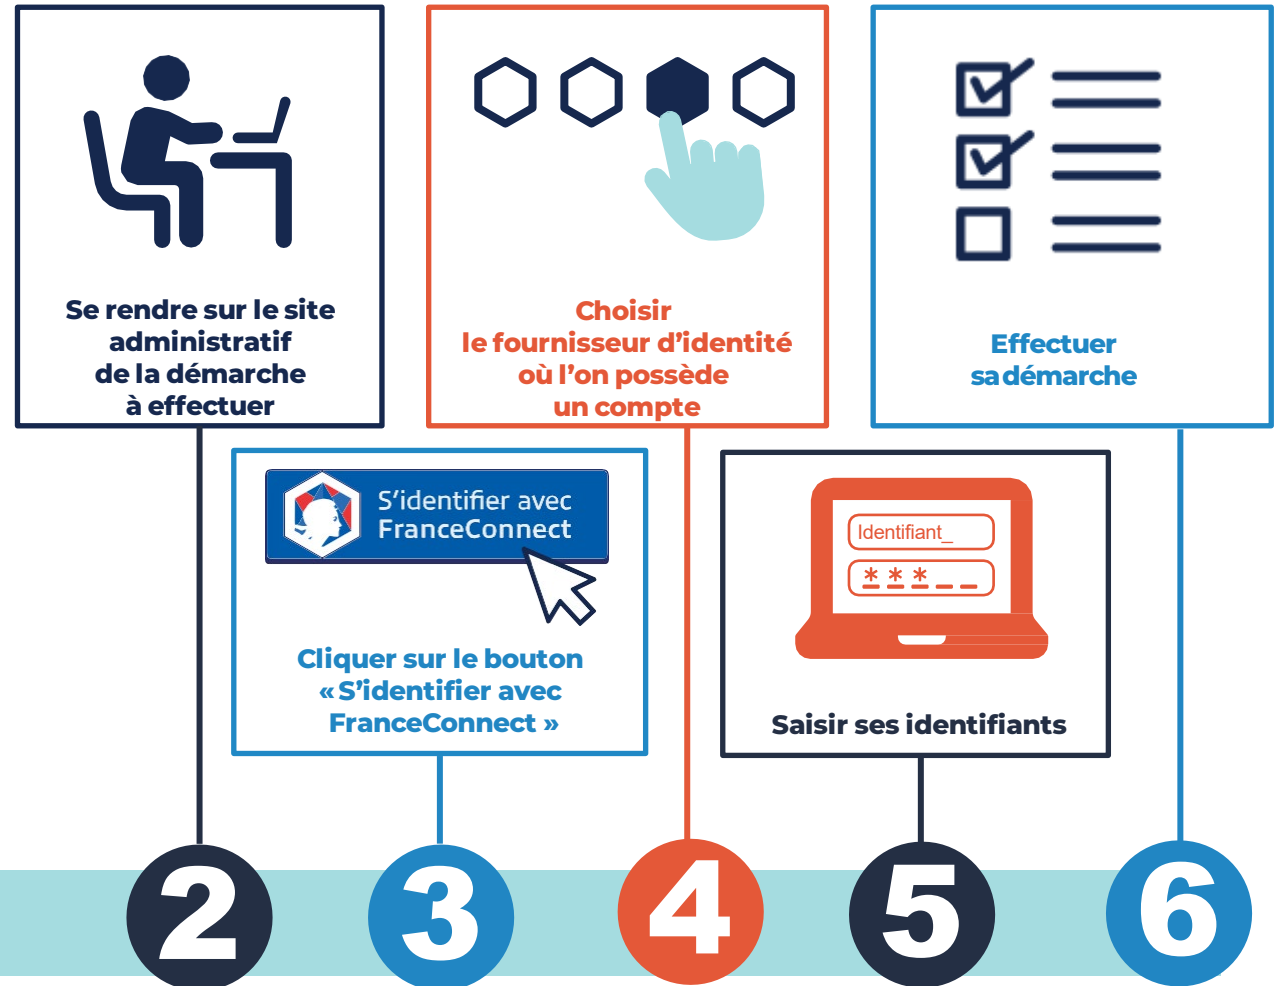 Se rendre sur le site
administratif
de la démarche
à effectuer
S'identifier avec
FranceConnect
Cliquer sur le bouton
« S'identifier avec
FranceConnect »
Choisir
le fournisseur d'identité
où l'on possède
un compte
Identifiant_
***__
Saisir ses identifiants
Effectuer
sa démarche
2
3
4
5
6